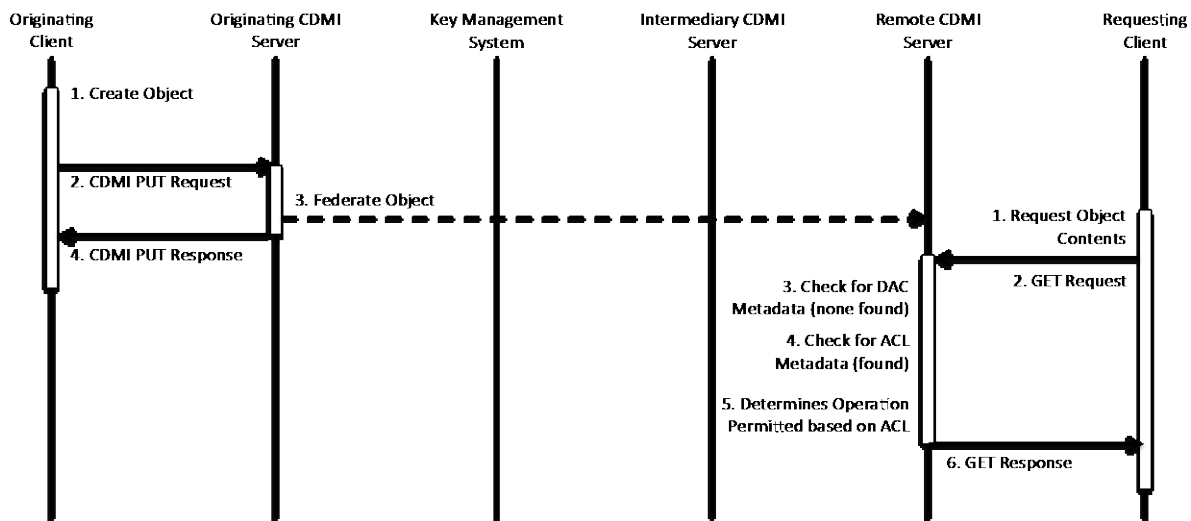 Originating
Client
Originating CDMI
Server
Key Management
System
Intermediary CDMI
Server
Remote CDMI
Server
Requesting
Client
1. Create Object
2. CDMI PUT Request
3. Federate Object
4. CDMI PUT Response
1. Request Object
Contents
2. GET Request
3. Check for DAC
Metadata (none found)
4. Check for ACL
Metadata (found)
5. Determines Operation
Permitted based on ACL
6. GET Response